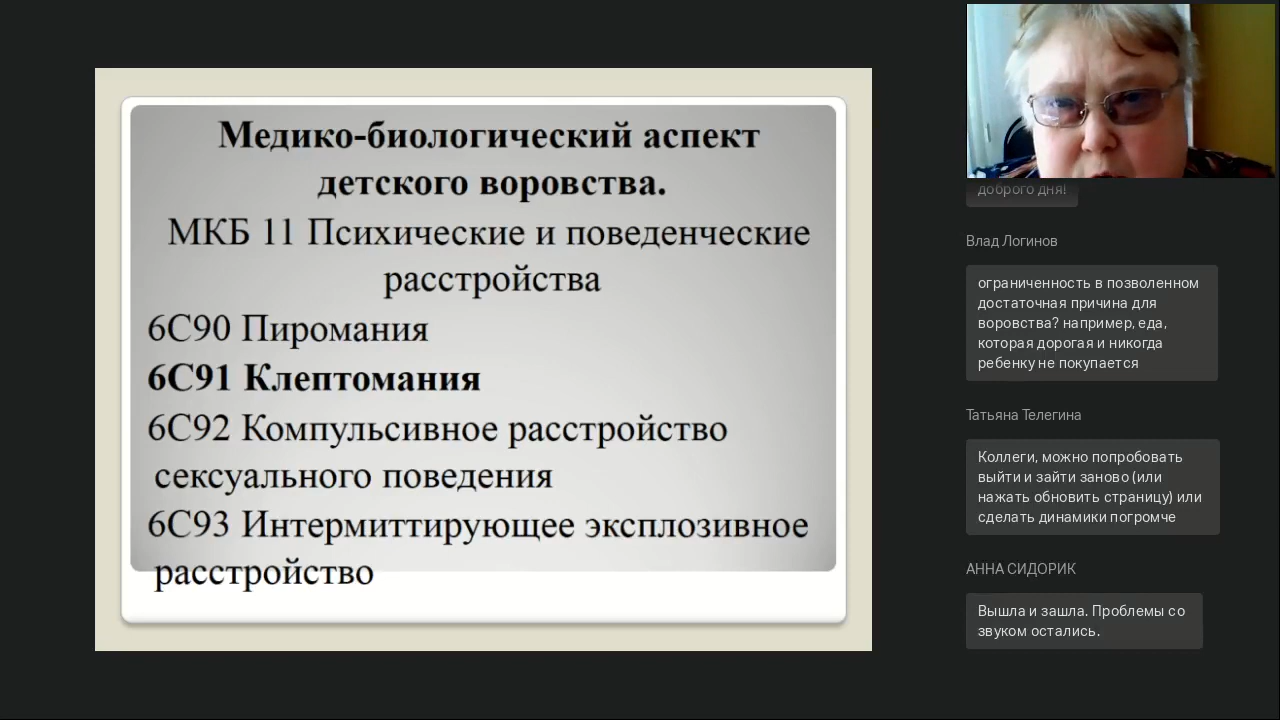 Медико-биологический аспект
детского воровства.
МКБ 11 Психические и поведенческие
расстройства
6С90 Пиромания
6С91 Клептомания
6С92 Компульсивное расстройство
сексуального поведения
6С93 Интермиттирующее эксплозивное
расстройство
доброго дня!
Влад Логинов
ограниченность в позволенном
достаточная причина для
воровства? например, еда,
которая дорогая и никогда
ребенку не покупается
Татьяна Телегина
Коллеги, можно попробовать
выйти и зайти заново (или
нажать обновить страницу) или
сделать динамики погромче
АННА СИДОРИК
Вышла и зашла. Проблемы со
звуком остались.